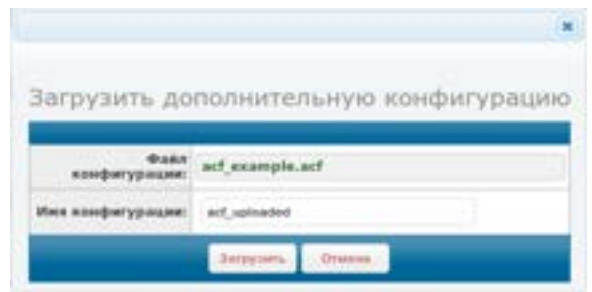 Загрузить дополнительную конфигурацию
Файл
конфигурации:
acf_example.acf
Имя конфигурации:
acf_uploaded
Загрузить
Отмена